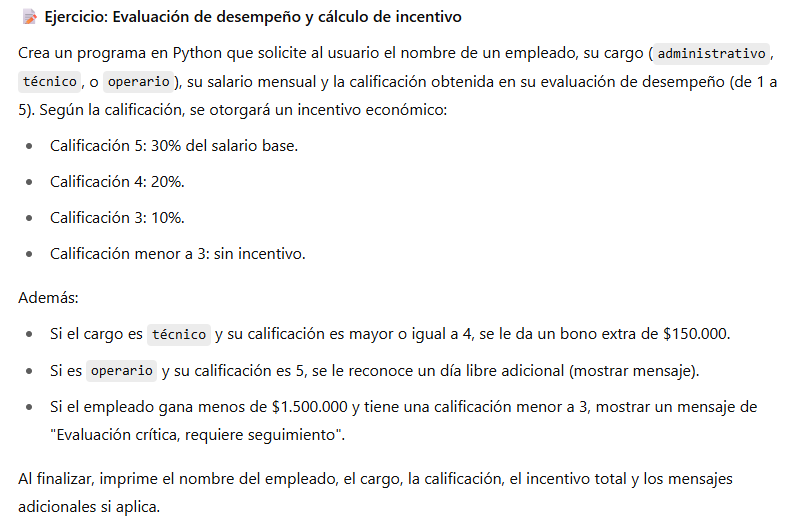 📝 Ejercicio: Evaluación de desempeño y cálculo de incentivo
Crea un programa en Python que solicite al usuario el nombre de un empleado, su cargo (administrativo,
técnico, o operario), su salario mensual y la calificación obtenida en su evaluación de desempeño (de 1 a
5). Según la calificación, se otorgará un incentivo económico:
• Calificación 5: 30% del salario base.
• Calificación 4: 20%.
• Calificación 3: 10%.
• Calificación menor a 3: sin incentivo.
Además:
• Si el cargo es técnico y su calificación es mayor o igual a 4, se le da un bono extra de $150.000.
• Si es operario y su calificación es 5, se le reconoce un día libre adicional (mostrar mensaje).
• Si el empleado gana menos de $1.500.000 y tiene una calificación menor a 3, mostrar un mensaje de
"Evaluación crítica, requiere seguimiento".
Al finalizar, imprime el nombre del empleado, el cargo, la calificación, el incentivo total y los mensajes
adicionales si aplica.